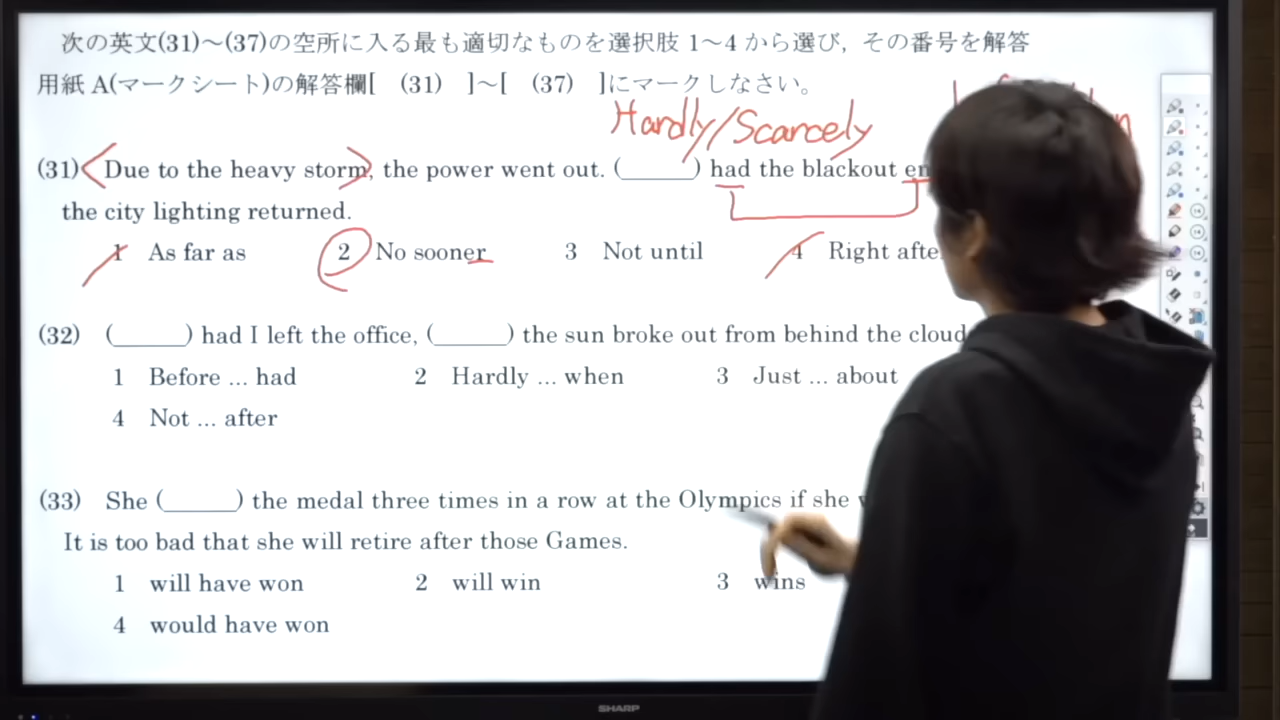 次の英文(31)～(37)の空所に入る最も適切なものを選択肢 1～4 から選び, その番号を解答
用紙 A(マークシート)の解答欄[ (31) ]～[ (37) ]にマークしなさい。
Hardly/Scarcely
(31) Due to the heavy storm, the power went out. (______) had the blackout
the city lighting returned.
1 As far as 2 No sooner 3 Not until 4 Right
(32) (______) had I left the office, (______) the sun broke out from behind the
1 Before ... had 2 Hardly ... when 3 Just ... about
4 Not ... after
(33) She (______) the medal three times in a row at the Olympics if she
It is too bad that she will retire after those Games.
1 will have won 2 will win 3 wins
4 would have won
SHARP